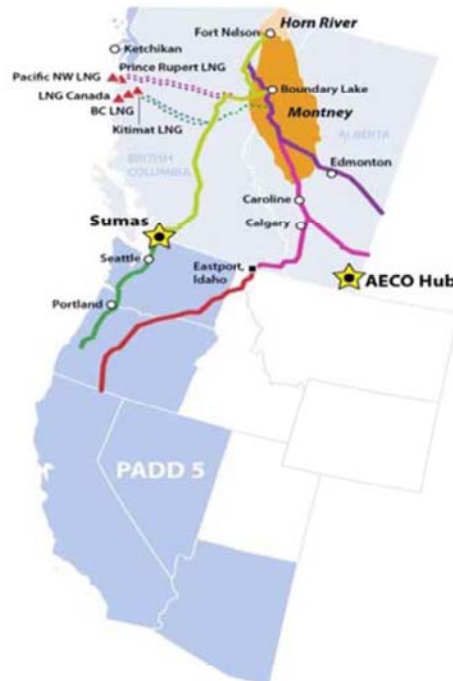 Horn River
Fort Nelson
Ketchikan
Prince Rupert LNG
Pacific NW LNG
LNG Canada
BC LNG
Kitimat LNG
Boundary Lake
Montney
ALBERTA
BRITISH
COLUMBIA
Edmonton
Caroline
Calgary
Sumas
Seattle
Eastport,
Idaho
AECO Hub
Portland
PADD 5